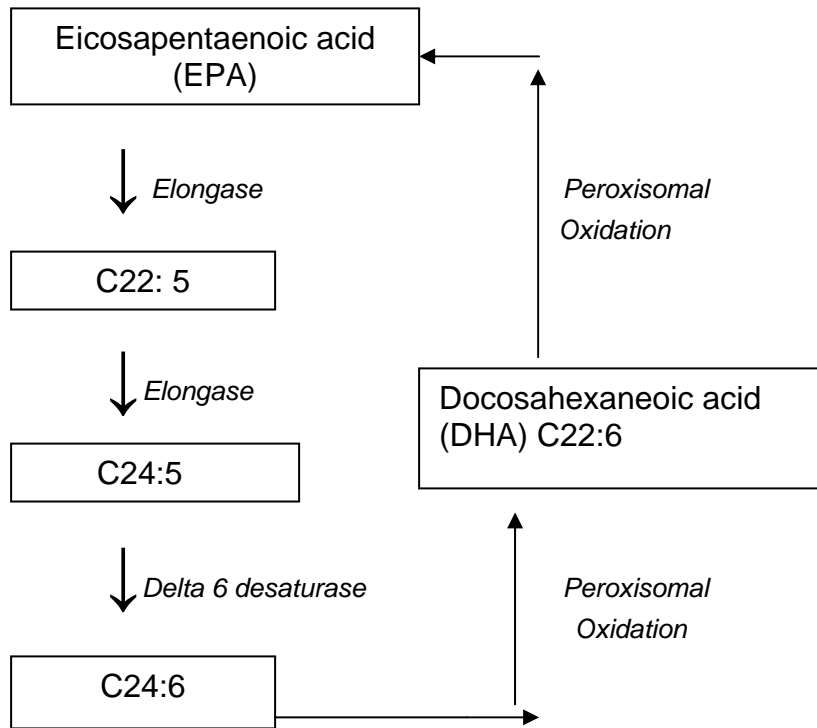 Eicosapentaenoic acid
(EPA)
Elongase
C22: 5
Elongase
C24:5
Delta 6 desaturase
C24:6
Peroxisomal
Oxidation
Docosahexaneoic acid
(DHA) C22:6
Peroxisomal
Oxidation